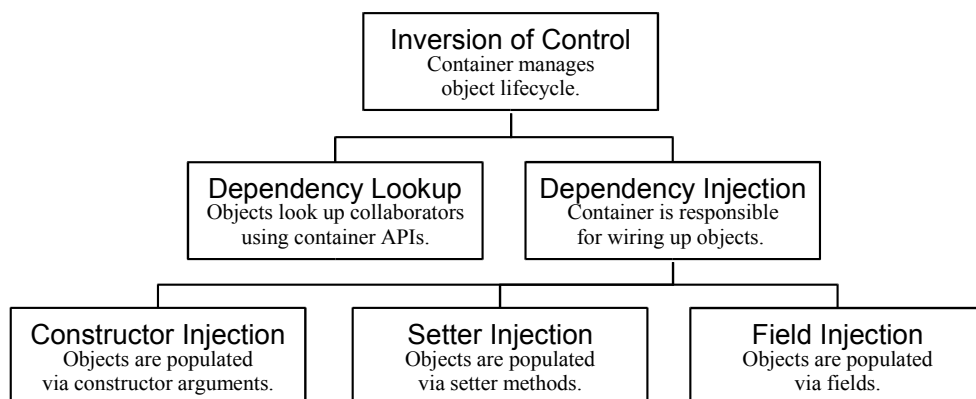 Inversion of Control
Container manages
object lifecycle.
Dependency Lookup
Objects look up collaborators
using container APIs.
Dependency Injection
Container is responsible
for wiring up objects.
Constructor Injection
Objects are populated
via constructor arguments.
Setter Injection
Objects are populated
via setter methods.
Field Injection
Objects are populated
via fields.